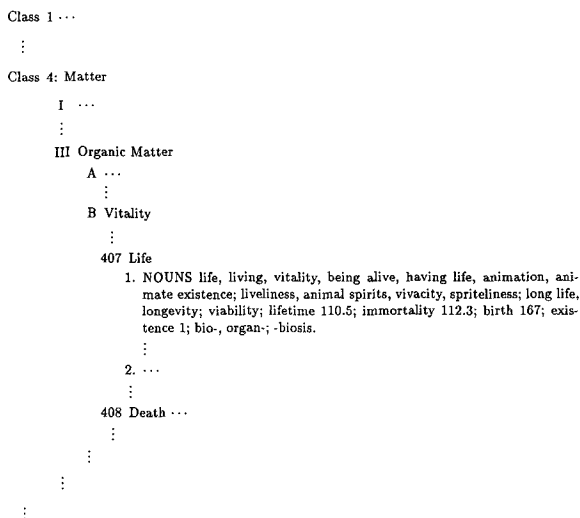 Class 1 ⋯
⋮
Class 4: Matter
I ⋯
⋮
III Organic Matter
A ⋯
⋮
B Vitality
⋮
407 Life
1. NOUNS life, living, vitality, being alive, having life, animation, ani-
mate existence; liveliness, animal spirits, vivacity, spriteliness; long life,
longevity; viability; lifetime 110.5; immortality 112.3; birth 167; exis-
tence 1; bio-, organ-; -biosis.
⋮
2. ⋯
⋮
408 Death ⋯
⋮
⋮
⋮
⋮